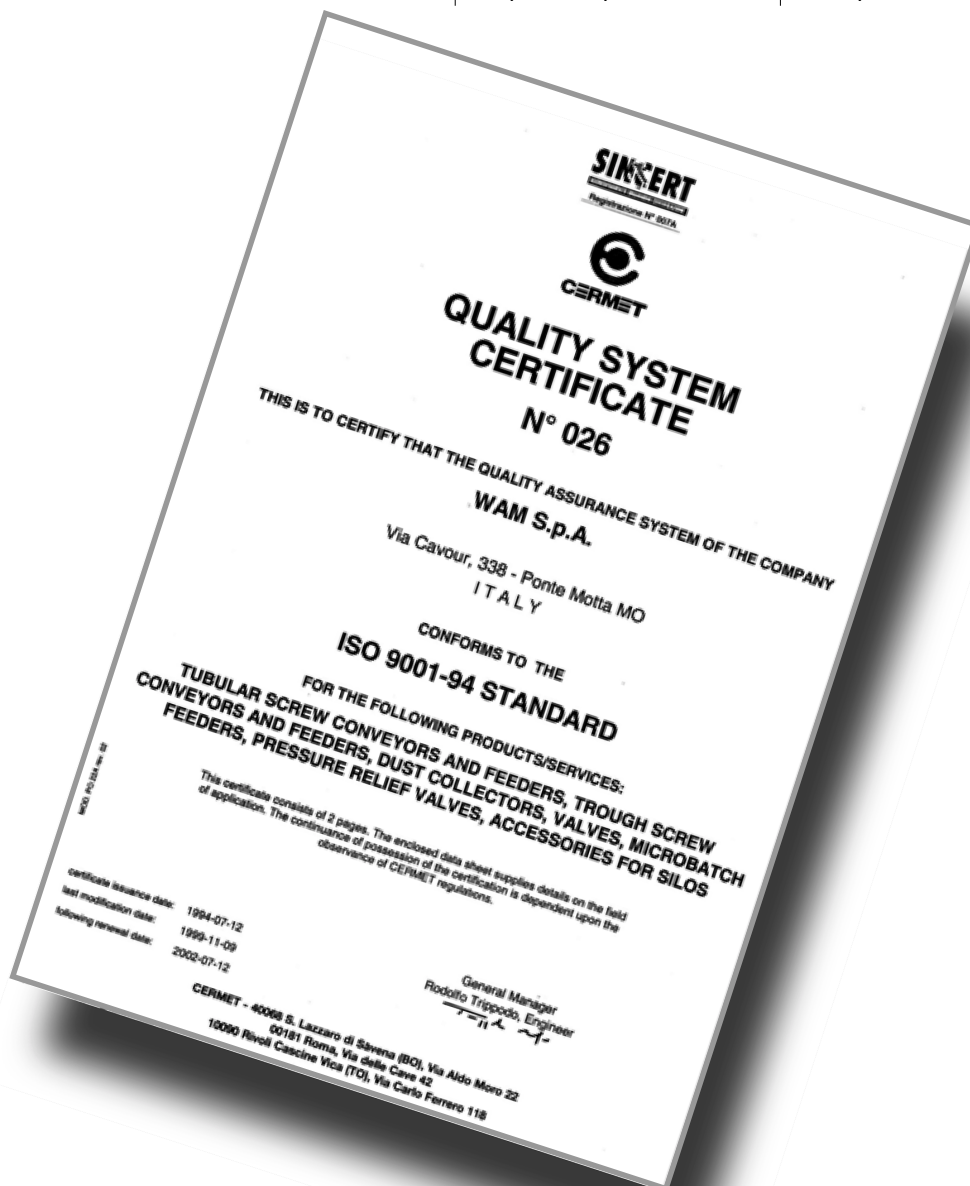 SINCERT
Registrazione N° 007A
CERMET
QUALITY SYSTEM
CERTIFICATE
N° 026
THIS IS TO CERTIFY THAT THE QUALITY ASSURANCE SYSTEM OF THE COMPANY
WAM S.p.A.
Via Cavour, 338 - Ponte Motta MO
ITALY
CONFORMS TO THE
ISO 9001-94 STANDARD
FOR THE FOLLOWING PRODUCTS/SERVICES:
TUBULAR SCREW CONVEYORS AND FEEDERS, TROUGH SCREW
CONVEYORS AND FEEDERS, DUST COLLECTORS, VALVES, MICROBATCH
FEEDERS, PRESSURE RELIEF VALVES, ACCESSORIES FOR SILOS
This certificate consists of 2 pages. The enclosed data sheet supplies details on the field
of application. The continuance of possession of the certification is dependent upon the
observance of CERMET regulations.
certificate issuance date: 1994-07-12
last modification date: 1999-11-09
following renewal date: 2002-07-12
General Manager
Rodolfo Trippodo, Engineer
CERMET - 40068 S. Lazzaro di Savena (BO), Via Aldo Moro 22
00181 Roma, Via delle Cave 42
10090 Rivoli Cascine Vica (TO), Via Carlo Ferrero 118